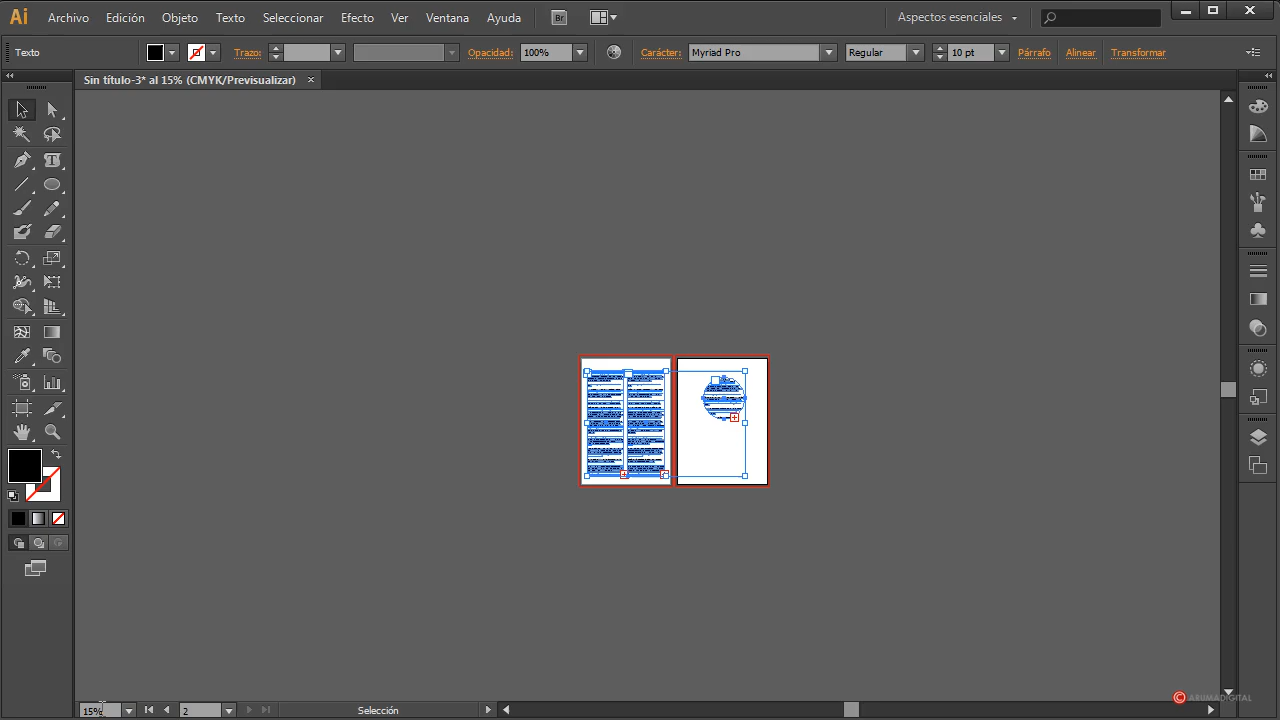 Ai Archivo Edición Objeto Texto Seleccionar Efecto Ver Ventana Ayuda Br Aspectos esenciales
Texto Trazo: Opacidad: 100% Carácter: Myriad Pro Regular 10 pt Párrafo Alinear Transformar
Sin título-3* al 15% (CMYK/Previsualizar) ×
© ARUMADIGITAL
15% 2 Selección